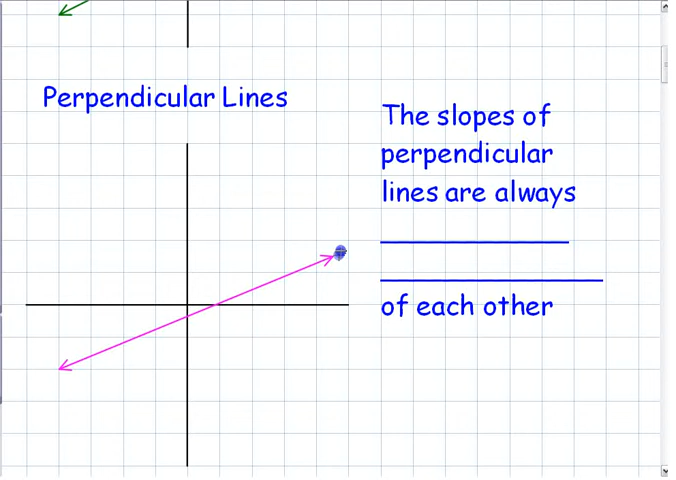 Perpendicular Lines
The slopes of
perpendicular
lines are always
of each other